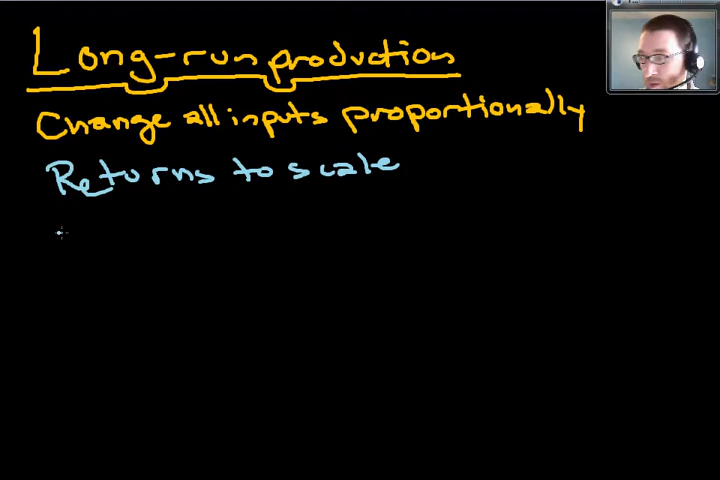 Long-run production
Change all inputs proportionally
Returns to scale